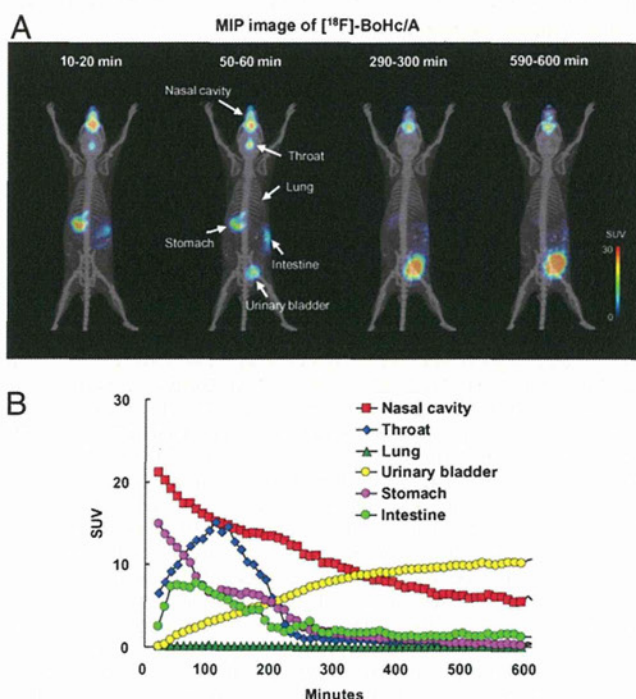 A
MIP image of [¹⁸F]-BoHc/A
10-20 min
50-60 min
290-300 min
590-600 min
Nasal cavity
Throat
Lung
Stomach
Intestine
Urinary bladder
SUV
30
0
B
30
20
10
0
SUV
Nasal cavity
Throat
Lung
Urinary bladder
Stomach
Intestine
0 100 200 300 400 500 600
Minutes